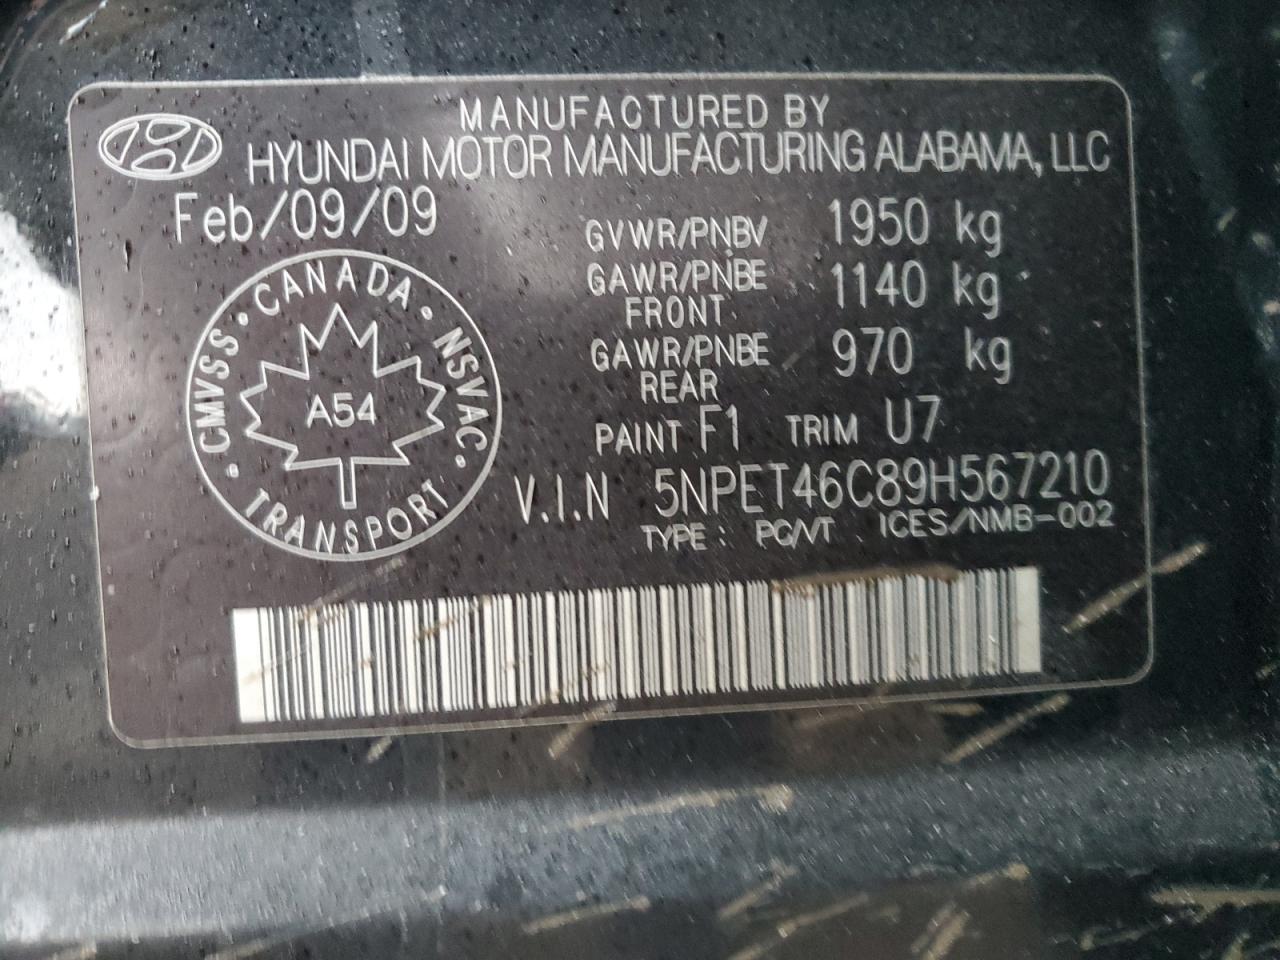 MANUFACTURED BY
HYUNDAI MOTOR MANUFACTURING ALABAMA, LLC
Feb/09/09
GVWR/PNBV 1950 kg
GAWR/PNBE 1140 kg
FRONT
GAWR/PNBE 970 kg
REAR
PAINT F1 TRIM U7
V.I.N 5NPET46C89H567210
TYPE : PC/VT ICES/NMB-002
CANADA · NSVAC · TRANSPORT · CMVSS ·
A54